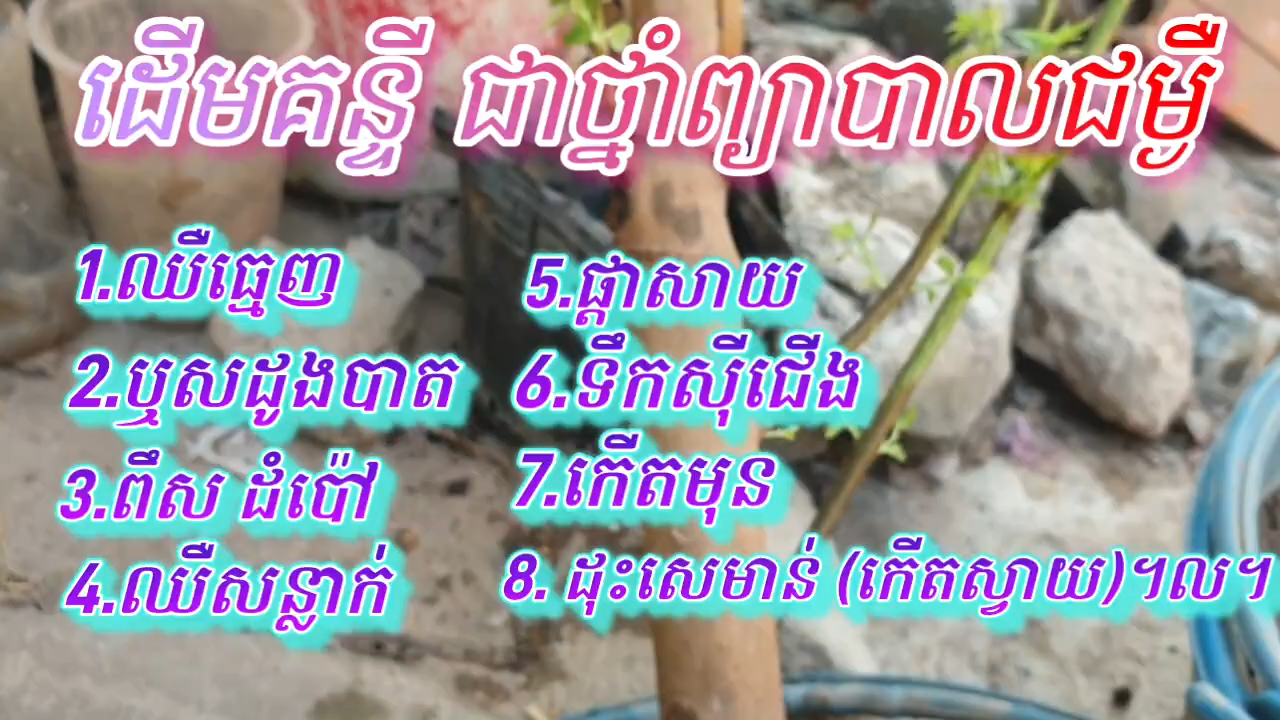 ដើមគន្ទី ជាថ្នាំព្យាបាលជម្ងឺ
1.ឈឺធ្មេញ
2.ឬសដូងបាត
3.ពឹស ដំប៉ៅ
4.ឈឺសន្លាក់
5.ផ្តាសាយ
6.ទឹកស៊ីជើង
7.កើតមុន
8. ដុះសេមាន់ (កើតស្វាយ)។ល។